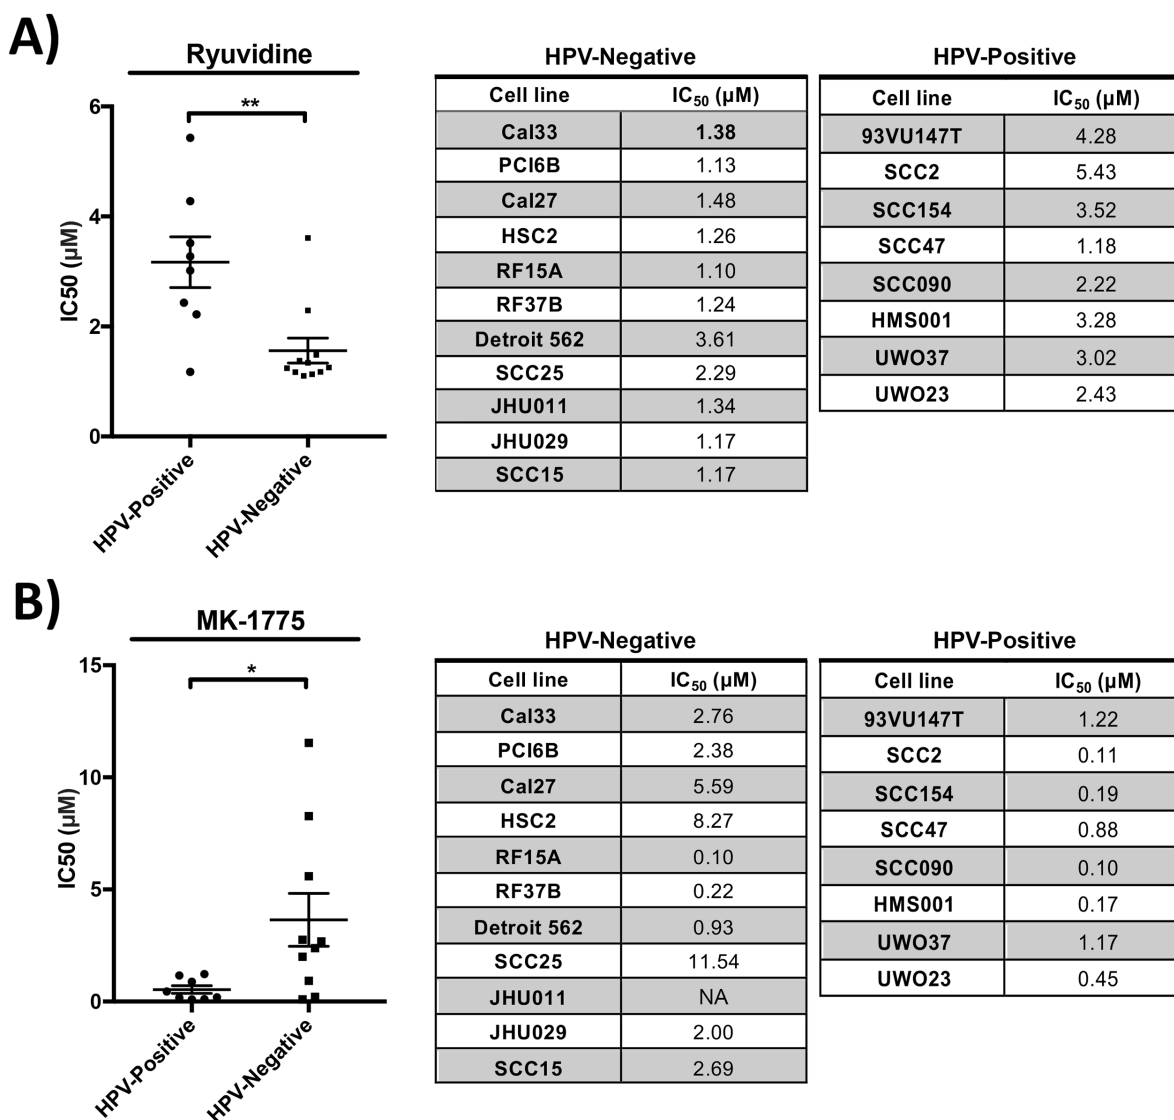 A)
Ryuvidine
**
6
4
2
0
IC50 (µM)
HPV-Positive
HPV-Negative
HPV-Negative
Cell line IC50 (µM)
Cal33 1.38
PCI6B 1.13
Cal27 1.48
HSC2 1.26
RF15A 1.10
RF37B 1.24
Detroit 562 3.61
SCC25 2.29
JHU011 1.34
JHU029 1.17
SCC15 1.17
HPV-Positive
Cell line IC50 (µM)
93VU147T 4.28
SCC2 5.43
SCC154 3.52
SCC47 1.18
SCC090 2.22
HMS001 3.28
UWO37 3.02
UWO23 2.43
B)
MK-1775
*
15
10
5
0
IC50 (µM)
HPV-Positive
HPV-Negative
HPV-Negative
Cell line IC50 (µM)
Cal33 2.76
PCI6B 2.38
Cal27 5.59
HSC2 8.27
RF15A 0.10
RF37B 0.22
Detroit 562 0.93
SCC25 11.54
JHU011 NA
JHU029 2.00
SCC15 2.69
HPV-Positive
Cell line IC50 (µM)
93VU147T 1.22
SCC2 0.11
SCC154 0.19
SCC47 0.88
SCC090 0.10
HMS001 0.17
UWO37 1.17
UWO23 0.45